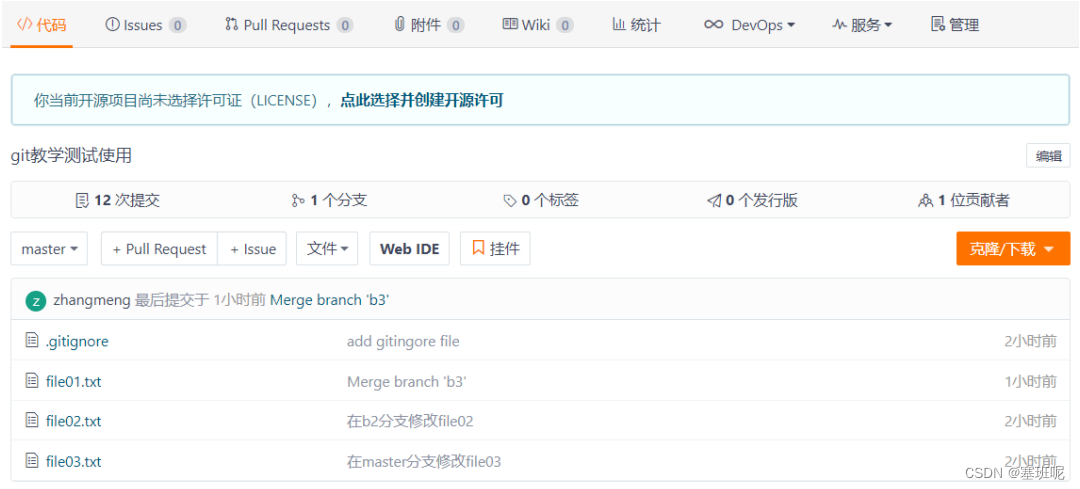 代码 Issues 0 Pull Requests 0 附件 0 Wiki 0 统计 DevOps 服务 管理
你当前开源项目尚未选择许可证（LICENSE），点此选择并创建开源许可
git教学测试使用 编辑
12 次提交 1 个分支 0 个标签 0 个发行版 1 位贡献者
master + Pull Request + Issue 文件 Web IDE 挂件 克隆/下载
z zhangmeng 最后提交于 1小时前 Merge branch 'b3'
.gitignore add gitingore file 2小时前
file01.txt Merge branch 'b3' 1小时前
file02.txt 在b2分支修改file02 2小时前
file03.txt 在master分支修改file03 2小时前
CSDN @塞班呢